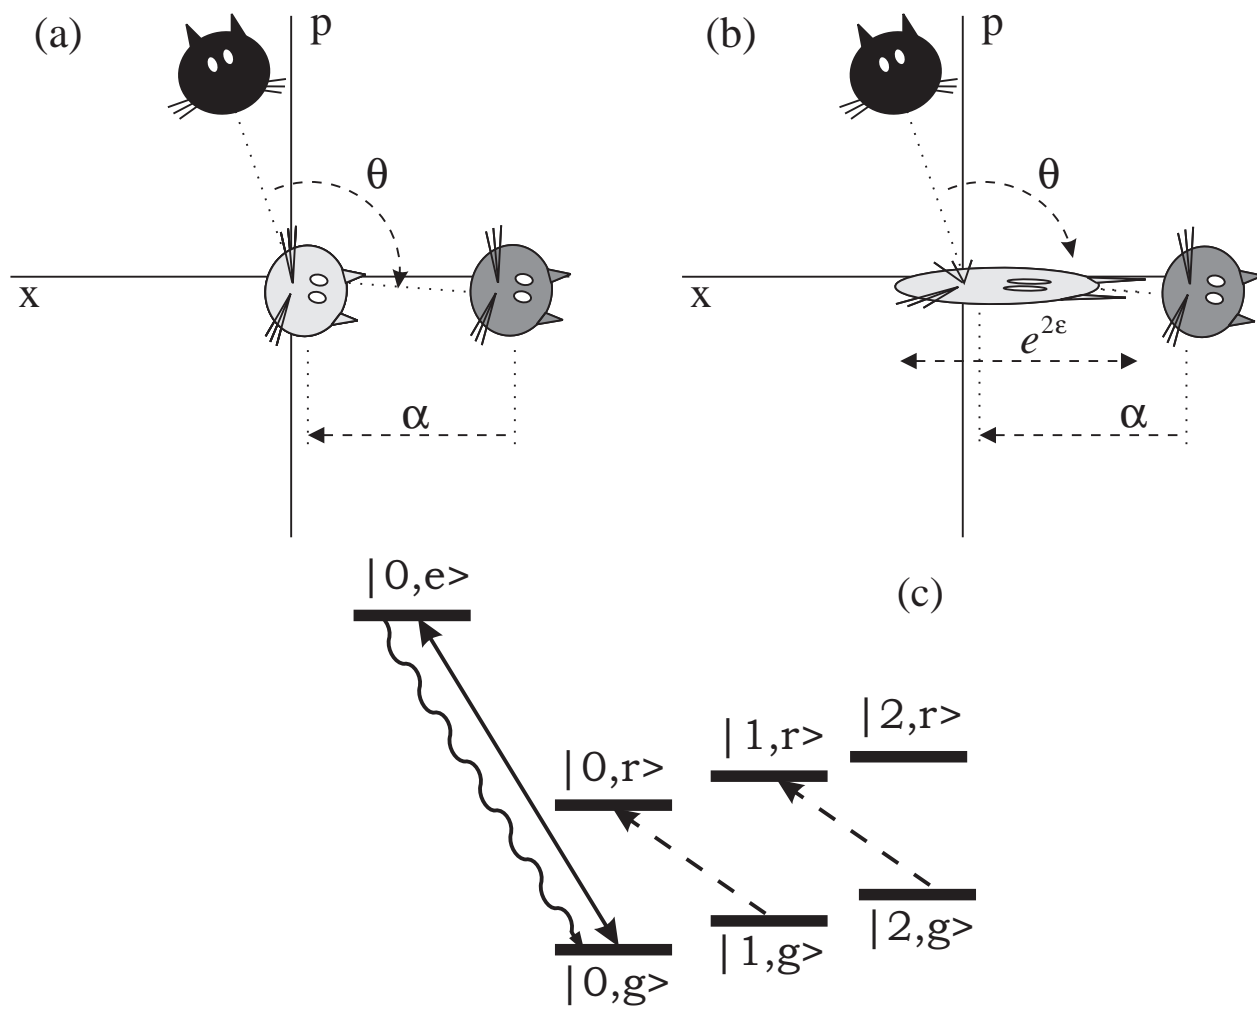 (a)
p
θ
x
α
(b)
p
θ
x
e^{2ε}
α
(c)
|0,e>
|0,r>
|1,r>
|2,r>
|0,g>
|1,g>
|2,g>